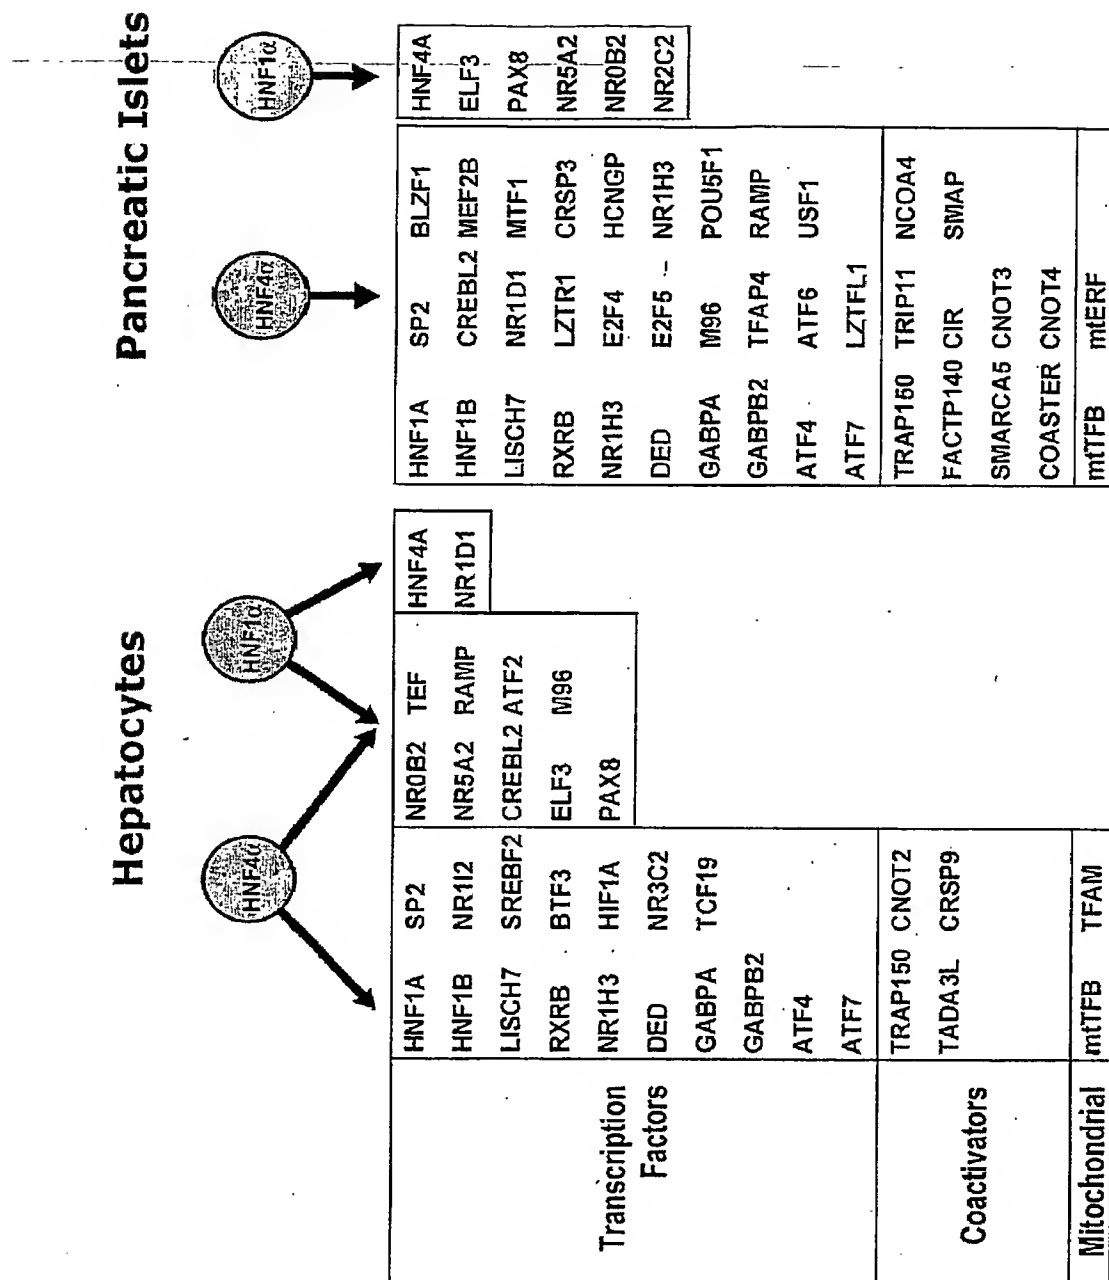 Hepatocytes
Pancreatic Islets
HNF4α
HNF1α
HNF4α
HNF1α
Transcription
Factors
HNF1A SP2
HNF1B NR1I2
LISCH7 SREBF2
RXRB BTF3
NR1H3 HIF1A
DED NR3C2
GABPA TCF19
GABPB2
ATF4
ATF7
NR0B2 TEF
NR5A2 RAMP
CREBL2 ATF2
ELF3 M96
PAX8
HNF4A
NR1D1
HNF1A SP2 BLZF1
HNF1B CREBL2 MEF2B
LISCH7 NR1D1 MTF1
RXRB LZTR1 CRSP3
NR1H3 E2F4 HCNGP
DED E2F5 NR1H3
GABPA M96 POU5F1
GABPB2 TFAP4 RAMP
ATF4 ATF6 USF1
ATF7 LZTFL1
HNF4A
ELF3
PAX8
NR5A2
NR0B2
NR2C2
Coactivators
TRAP150 CNOT2
TADA3L CRSP9
TRAP150 TRIP11 NCOA4
FACTP140 CIR SMAP
SMARCA5 CNOT3
COASTER CNOT4
Mitochondrial
mtTFB TFAM
mtTFB mtERF